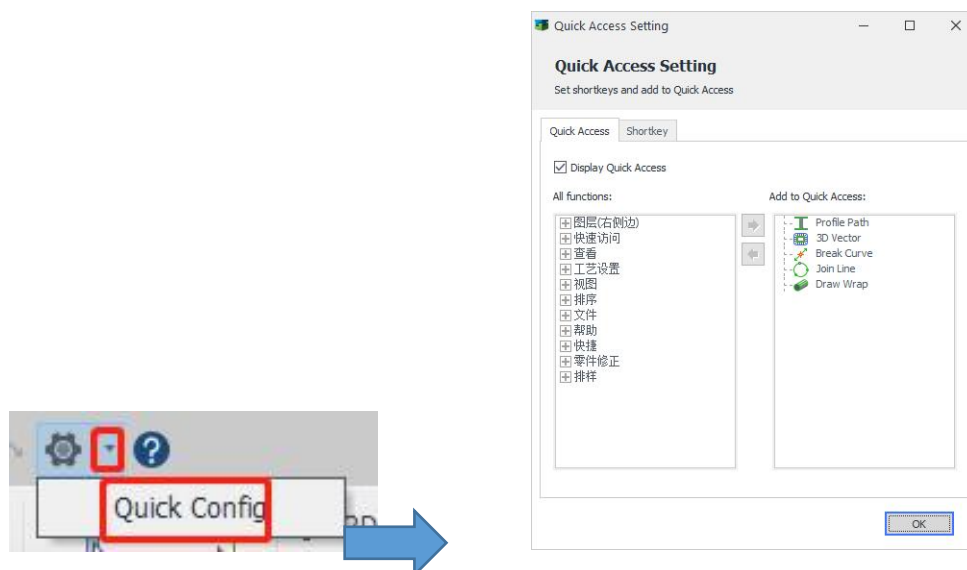 Quick Access Setting
Quick Access Setting
Set shortkeys and add to Quick Access
Quick Access
Shortkey
Display Quick Access
All functions:
Add to Quick Access:
图层(右侧边)
快速访问
查看
工艺设置
视图
排序
文件
帮助
快捷
零件修正
排样
Profile Path
3D Vector
Break Curve
Join Line
Draw Wrap
OK
Quick Config